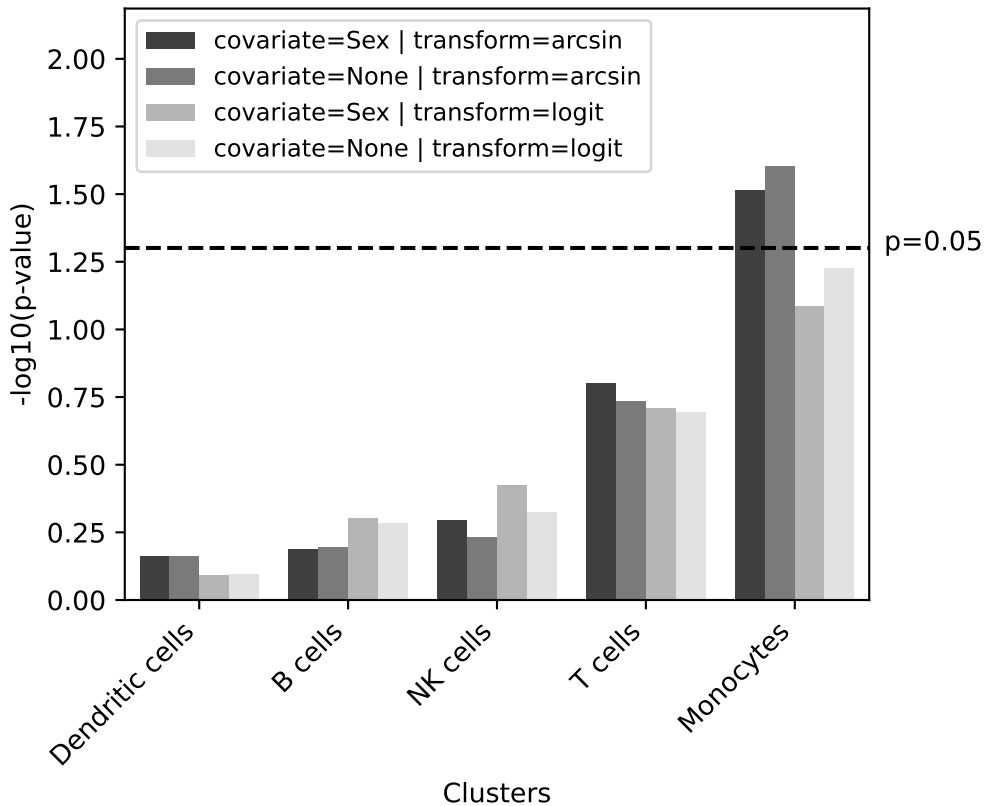 covariate=Sex | transform=arcsin
covariate=None | transform=arcsin
covariate=Sex | transform=logit
covariate=None | transform=logit
2.00
1.75
1.50
1.25
1.00
0.75
0.50
0.25
0.00
-log10(p-value)
p=0.05
Dendritic cells
B cells
NK cells
T cells
Monocytes
Clusters